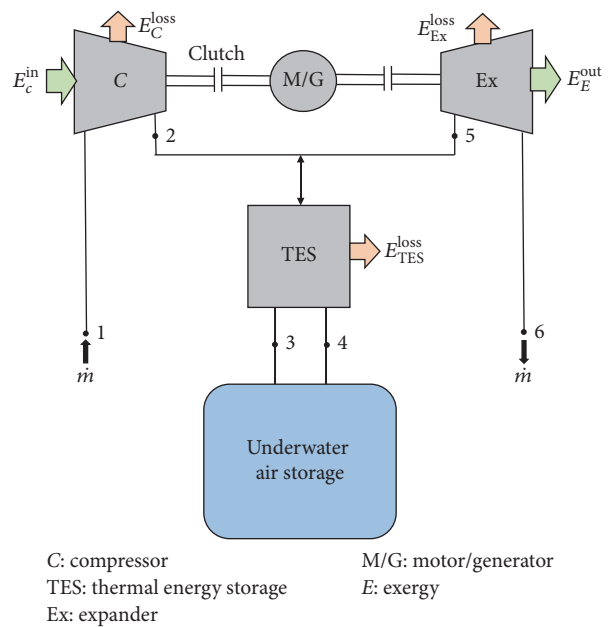 E_C^loss
E_c^in
C
Clutch
M/G
E_Ex^loss
Ex
E_E^out
2
5
TES
E_TES^loss
1
3
4
6
ṁ
ṁ
Underwater
air storage
C: compressor
TES: thermal energy storage
Ex: expander
M/G: motor/generator
E: exergy